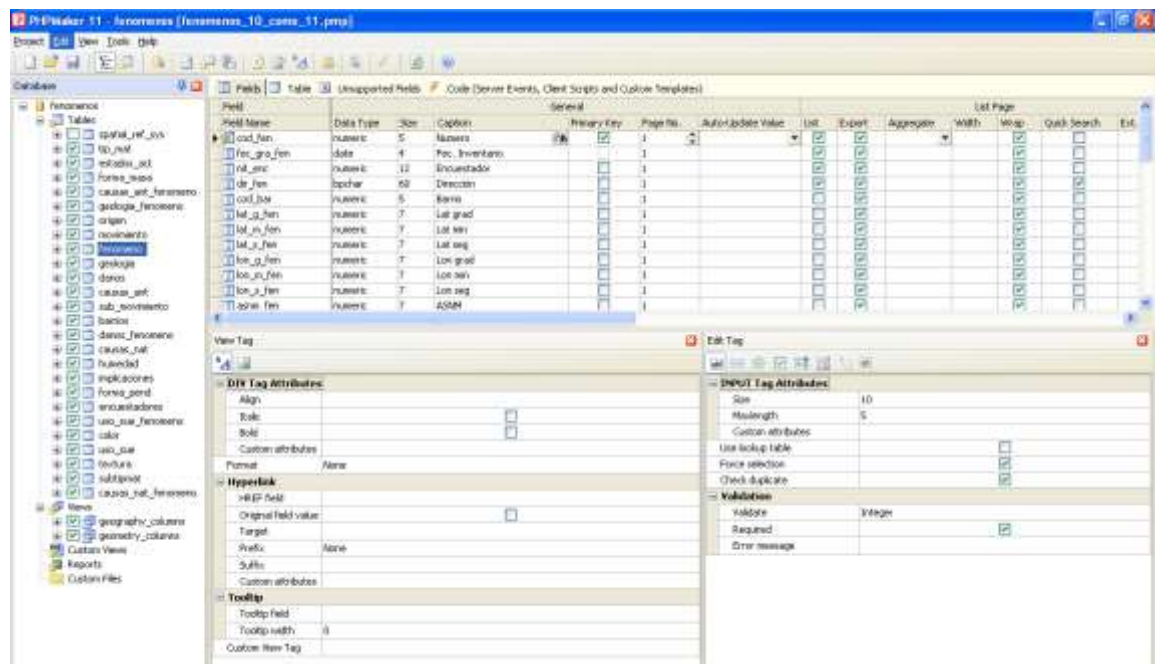 PHPMaker 11 - fenomenos [fenomenos_10_como_11.pmp]
Project Edit View Tools Help
Database
Fields Table Unsupported Fields Code (Server Events, Client Scripts and Custom Templates)
fenomenos
Tables
spatial_ref_sys
tip_mat
estados_act
forma_masa
causas_ant_fenomeno
geologia_fenomeno
origen
movimiento
fenomeno
geologia
danos
causas_ant
sub_movimiento
barrios
danos_fenomeno
causas_nat
humedad
implicaciones
forma_pend
encuestadores
uso_sue_fenomeno
color
uso_sue
textura
subtipmat
causas_nat_fenomeno
Views
geography_columns
geometry_columns
Custom Views
Reports
Custom Files
Field General List Page
Field Name Data Type Size Caption Primary Key Page No. Auto-Update Value List Export Aggregate Width Wrap Quick Search Ext.
cod_fen numeric 5 Numero 1
fec_gra_fen date 4 Fec. Inventario 1
nit_enc numeric 12 Encuestador 1
dir_fen bpchar 60 Dirección 1
cod_bar numeric 5 Barrio 1
lat_g_fen numeric 7 Lat grad 1
lat_m_fen numeric 7 Lat min 1
lat_s_fen numeric 7 Lat seg 1
lon_g_fen numeric 7 Lon grad 1
lon_m_fen numeric 7 Lon min 1
lon_s_fen numeric 7 Lon seg 1
asnm_fen numeric 7 ASNM 1
View Tag
DIV Tag Attributes
Align
Italic
Bold
Custom attributes
Format None
Hyperlink
HREF field
Original field value
Target
Prefix None
Suffix
Custom attributes
Tooltip
Tooltip field
Tooltip width 0
Custom View Tag
Edit Tag
INPUT Tag Attributes
Size 10
Maxlength 5
Custom attributes
Use lookup table
Force selection
Check duplicate
Validation
Validate Integer
Required
Error message